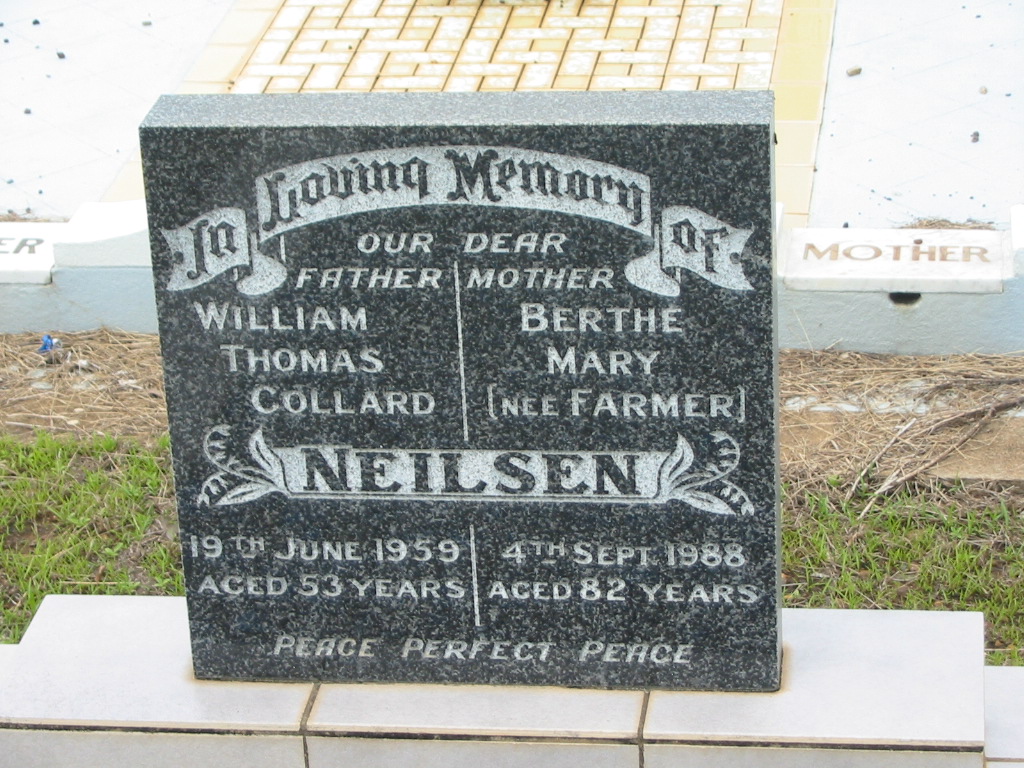 In Loving Memory of
OUR DEAR
FATHER MOTHER
WILLIAM BERTHE
THOMAS MARY
COLLARD [NEE FARMER]
NEILSEN
19TH JUNE 1959 4TH SEPT. 1988
AGED 53 YEARS AGED 82 YEARS
PEACE PERFECT PEACE
ER
MOTHER